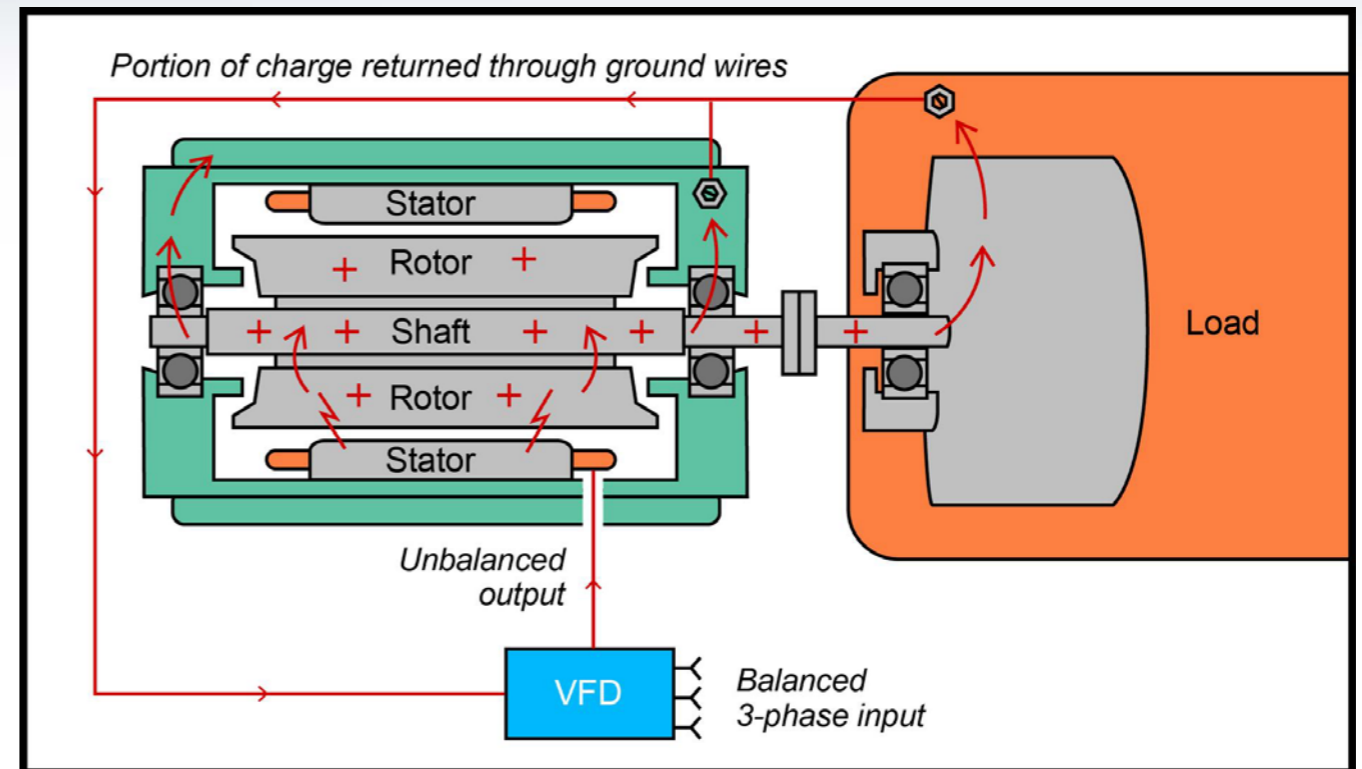 Portion of charge returned through ground wires
Stator
Rotor
Shaft
Rotor
Stator
Load
Unbalanced
output
VFD
Balanced
3-phase input